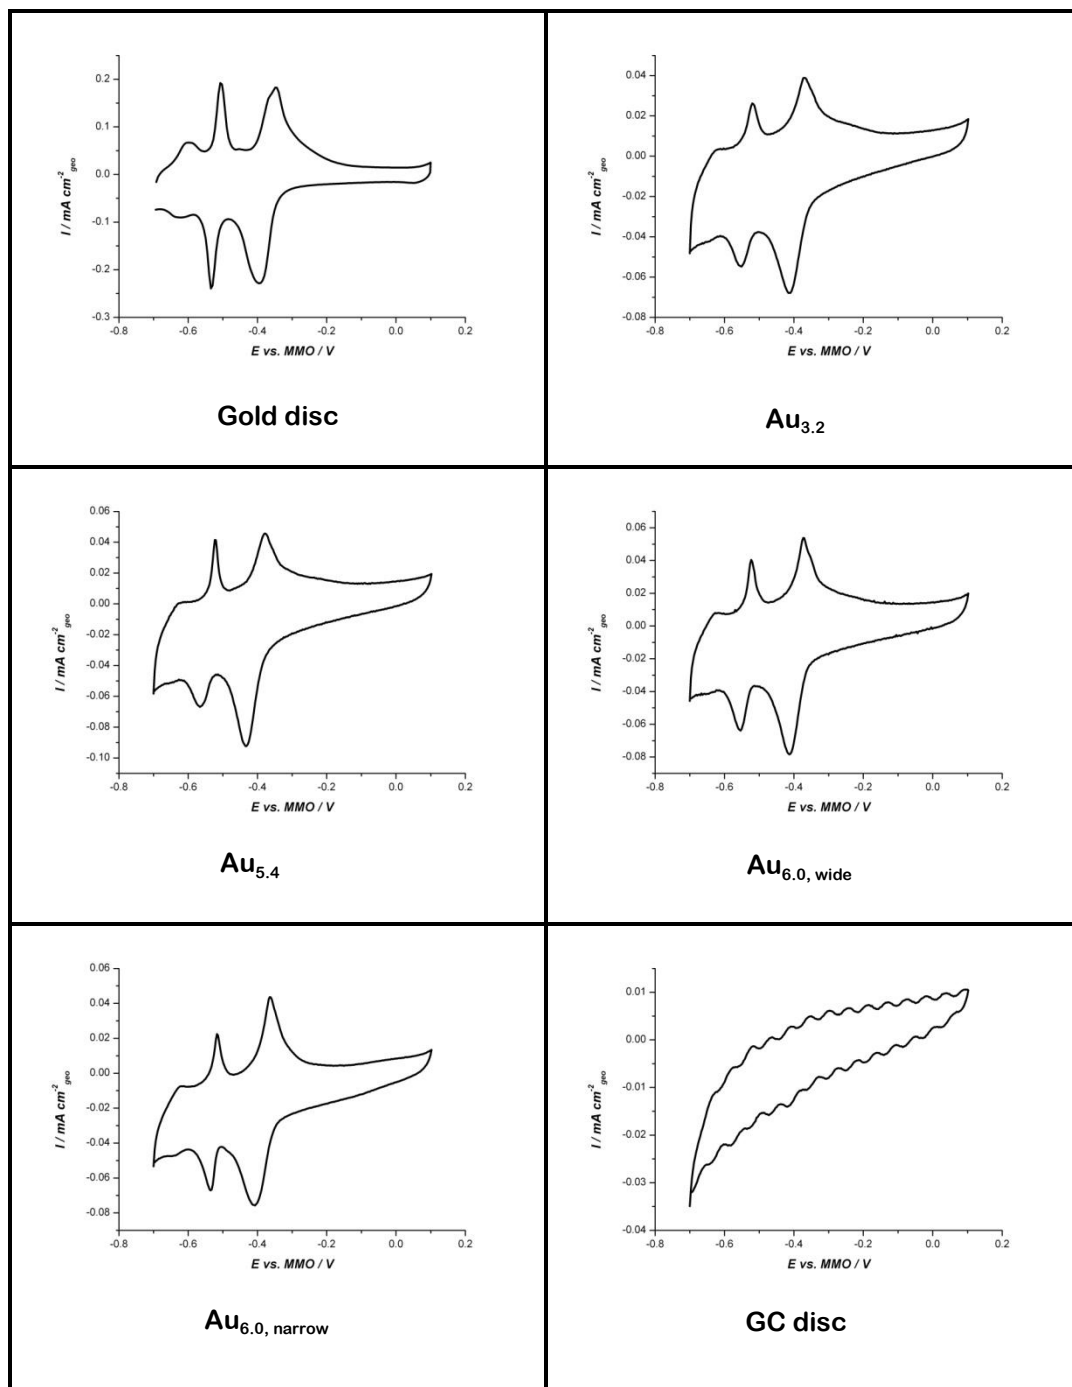 0.2
0.1
0.0
-0.1
-0.2
-0.3
-0.8 -0.6 -0.4 -0.2 0.0 0.2
I / mA cm-2geo
E vs. MMO / V
Gold disc
0.04
0.02
0.00
-0.02
-0.04
-0.06
-0.08
-0.8 -0.6 -0.4 -0.2 0.0 0.2
I / mA cm-2geo
E vs. MMO / V
Au3.2
0.06
0.04
0.02
0.00
-0.02
-0.04
-0.06
-0.08
-0.10
-0.8 -0.6 -0.4 -0.2 0.0 0.2
I / mA cm-2geo
E vs. MMO / V
Au5.4
0.06
0.04
0.02
0.00
-0.02
-0.04
-0.06
-0.08
-0.8 -0.6 -0.4 -0.2 0.0 0.2
I / mA cm-2geo
E vs. MMO / V
Au6.0, wide
0.06
0.04
0.02
0.00
-0.02
-0.04
-0.06
-0.08
-0.8 -0.6 -0.4 -0.2 0.0 0.2
I / mA cm-2geo
E vs. MMO / V
Au6.0, narrow
0.01
0.00
-0.01
-0.02
-0.03
-0.04
-0.8 -0.6 -0.4 -0.2 0.0 0.2
I / mA cm-2geo
E vs. MMO / V
GC disc